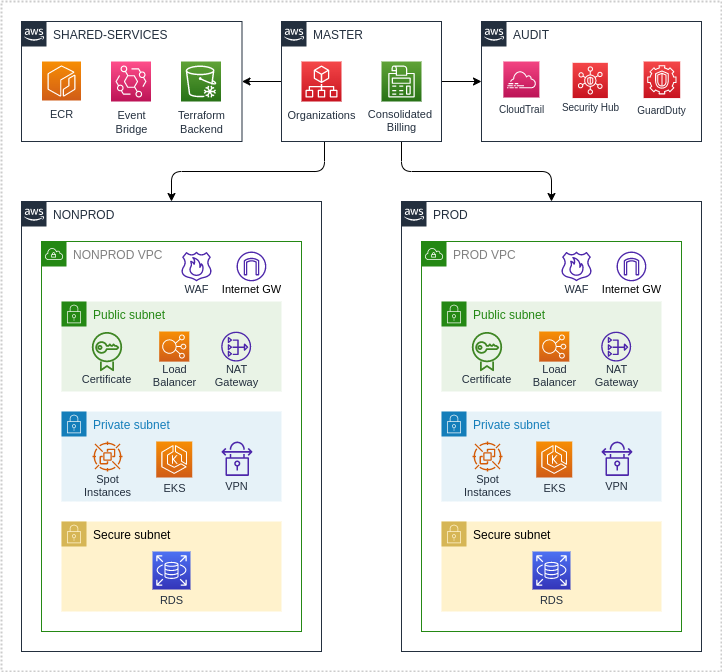 aws SHARED-SERVICES
ECR
Event
Bridge
Terraform
Backend
aws MASTER
Organizations
Consolidated
Billing
aws AUDIT
CloudTrail
Security Hub
GuardDuty
aws NONPROD
NONPROD VPC
WAF
Internet GW
Public subnet
Certificate
Load
Balancer
NAT
Gateway
Private subnet
Spot
Instances
K
EKS
VPN
Secure subnet
RDS
aws PROD
PROD VPC
WAF
Internet GW
Public subnet
Certificate
Load
Balancer
NAT
Gateway
Private subnet
Spot
Instances
K
EKS
VPN
Secure subnet
RDS